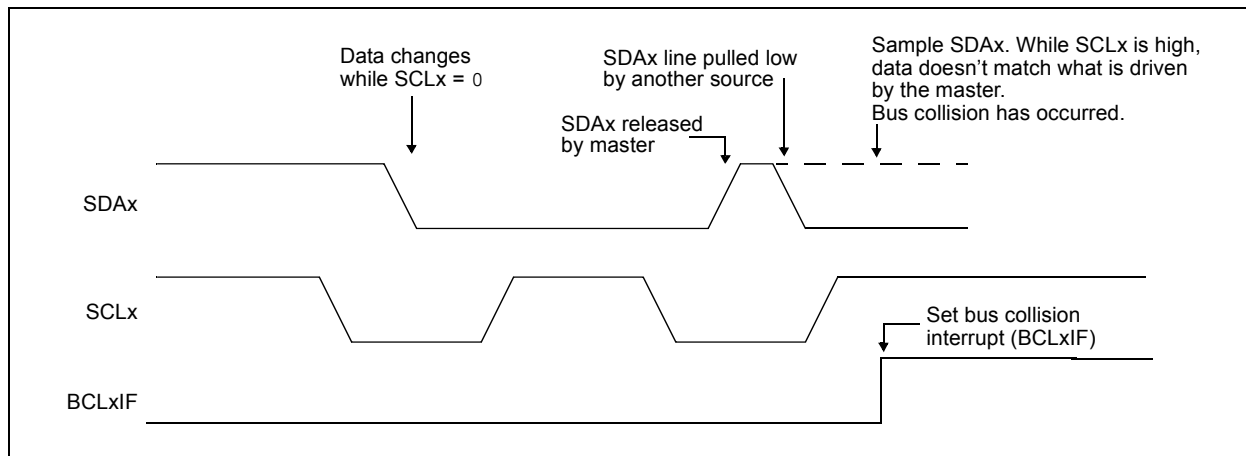 Data changes
while SCLx = 0
SDAx line pulled low
by another source
Sample SDAx. While SCLx is high,
data doesn’t match what is driven
by the master.
Bus collision has occurred.
SDAx released
by master
SDAx
SCLx
Set bus collision
interrupt (BCLxIF)
BCLxIF